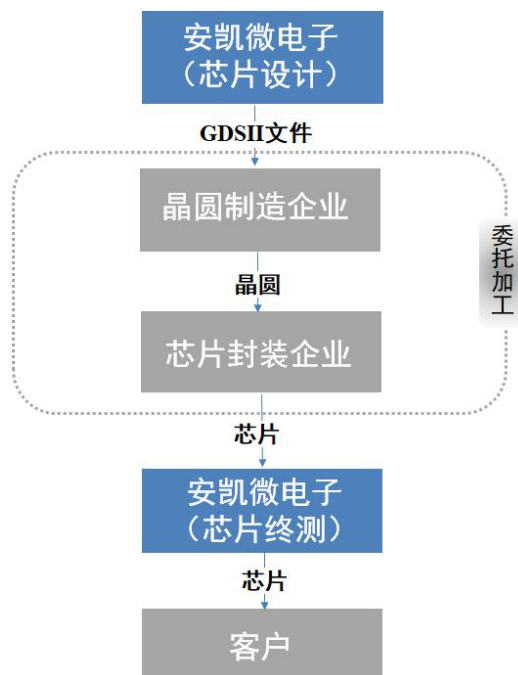 安凯微电子
（芯片设计）
GDSII文件
晶圆制造企业
委托加工
晶圆
芯片封装企业
芯片
安凯微电子
（芯片终测）
芯片
客户